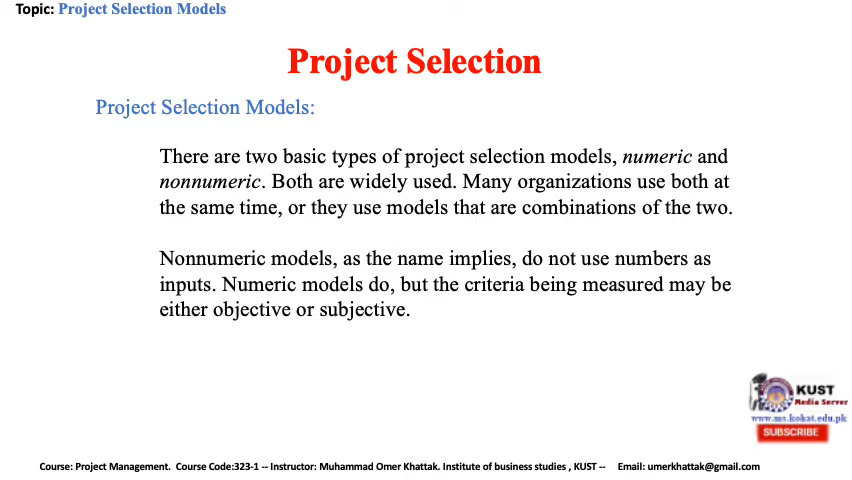 Topic: Project Selection Models
Project Selection
Project Selection Models:
There are two basic types of project selection models, numeric and
nonnumeric. Both are widely used. Many organizations use both at
the same time, or they use models that are combinations of the two.
Nonnumeric models, as the name implies, do not use numbers as
inputs. Numeric models do, but the criteria being measured may be
either objective or subjective.
KUST
Media Server
www.ms.kohat.edu.pk
SUBSCRIBE
Course: Project Management. Course Code:323-1 -- Instructor: Muhammad Omer Khattak. Institute of business studies , KUST -- Email: umerkhattak@gmail.com